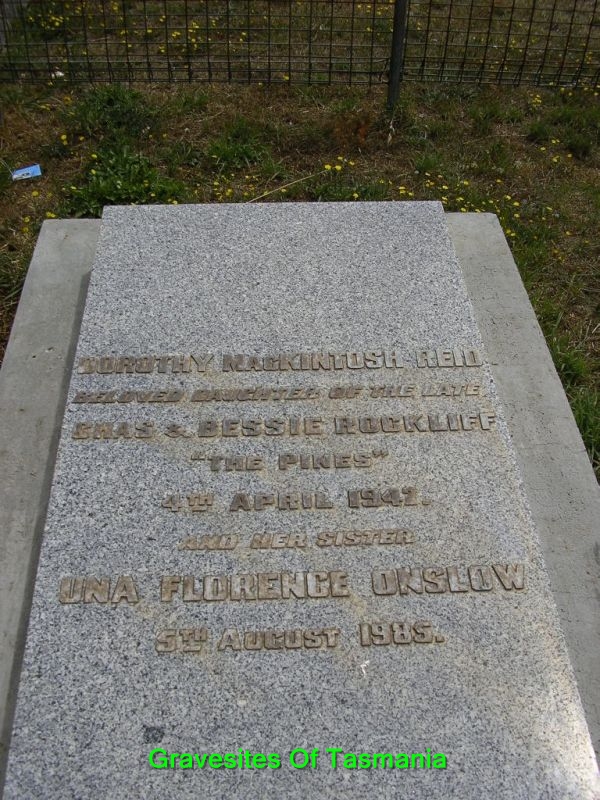 DOROTHY MACKINTOSH REID.
BELOVED DAUGHTER OF THE LATE
CHAS & BESSIE ROCKLIFF
"THE PINES"
4TH APRIL 1947.
AND HER SISTER
UNA FLORENCE ONSLOW
5TH AUGUST 1985.
Gravesites Of Tasmania